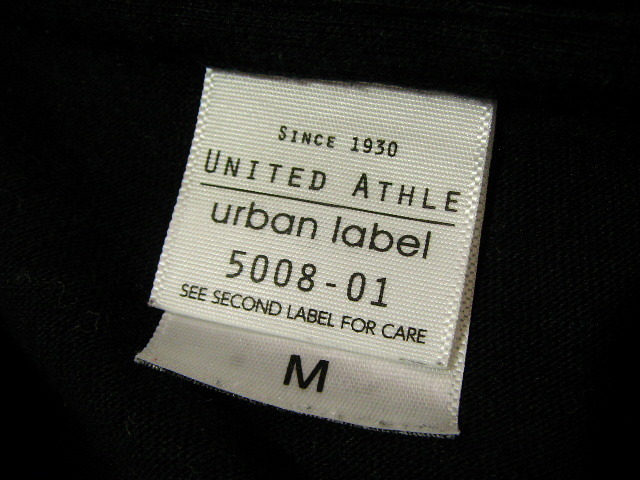 SINCE 1930
UNITED ATHLE
urban label
5008-01
SEE SECOND LABEL FOR CARE
M